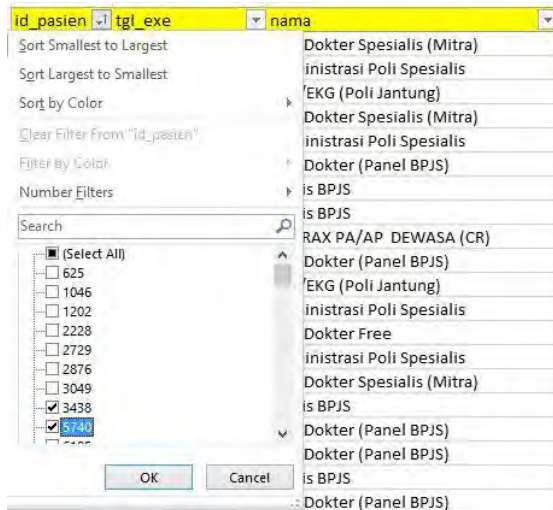 id_pasien tgl_exe nama
Sort Smallest to Largest
Sort Largest to Smallest
Sort by Color
Clear Filter From "id_pasien"
Filter by Color
Number Filters
Search
(Select All)
625
1046
1202
2228
2729
2876
3049
3438
5740
OK Cancel
Dokter Spesialis (Mitra)
inistrasi Poli Spesialis
/EKG (Poli Jantung)
Dokter Spesialis (Mitra)
inistrasi Poli Spesialis
Dokter (Panel BPJS)
is BPJS
is BPJS
RAX PA/AP DEWASA (CR)
Dokter (Panel BPJS)
/EKG (Poli Jantung)
inistrasi Poli Spesialis
Dokter Free
inistrasi Poli Spesialis
Dokter Spesialis (Mitra)
is BPJS
Dokter (Panel BPJS)
Dokter (Panel BPJS)
is BPJS
Dokter (Panel BPJS)